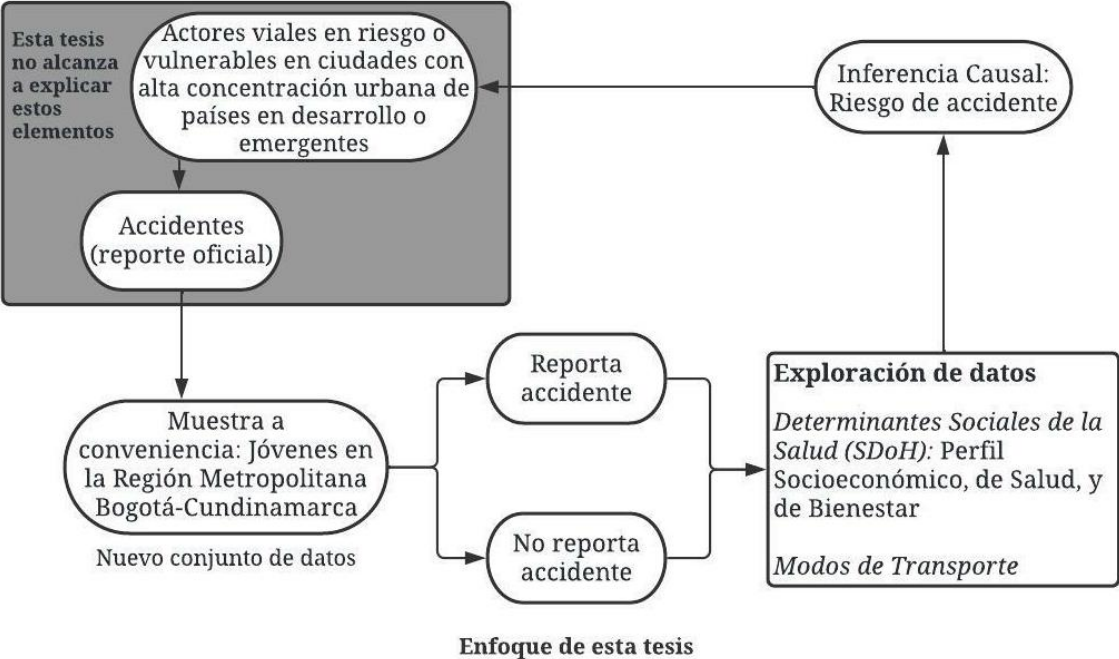 Esta tesis
no alcanza
a explicar
estos
elementos
Actores viales en riesgo o
vulnerables en ciudades con
alta concentración urbana de
países en desarrollo o
emergentes
Inferencia Causal:
Riesgo de accidente
Accidentes
(reporte oficial)
Muestra a
conveniencia: Jóvenes en
la Región Metropolitana
Bogotá-Cundinamarca
Nuevo conjunto de datos
Reporta
accidente
No reporta
accidente
Exploración de datos
Determinantes Sociales de la
Salud (SDoH): Perfil
Socioeconómico, de Salud, y
de Bienestar
Modos de Transporte
Enfoque de esta tesis